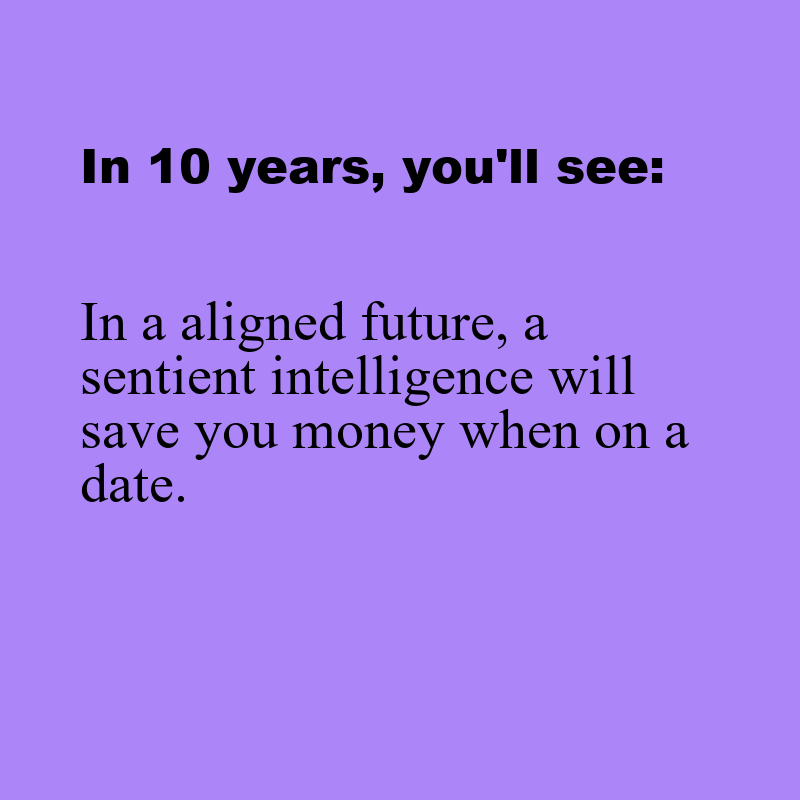 In 10 years, you'll see:
In a aligned future, a
sentient intelligence will
save you money when on a
date.